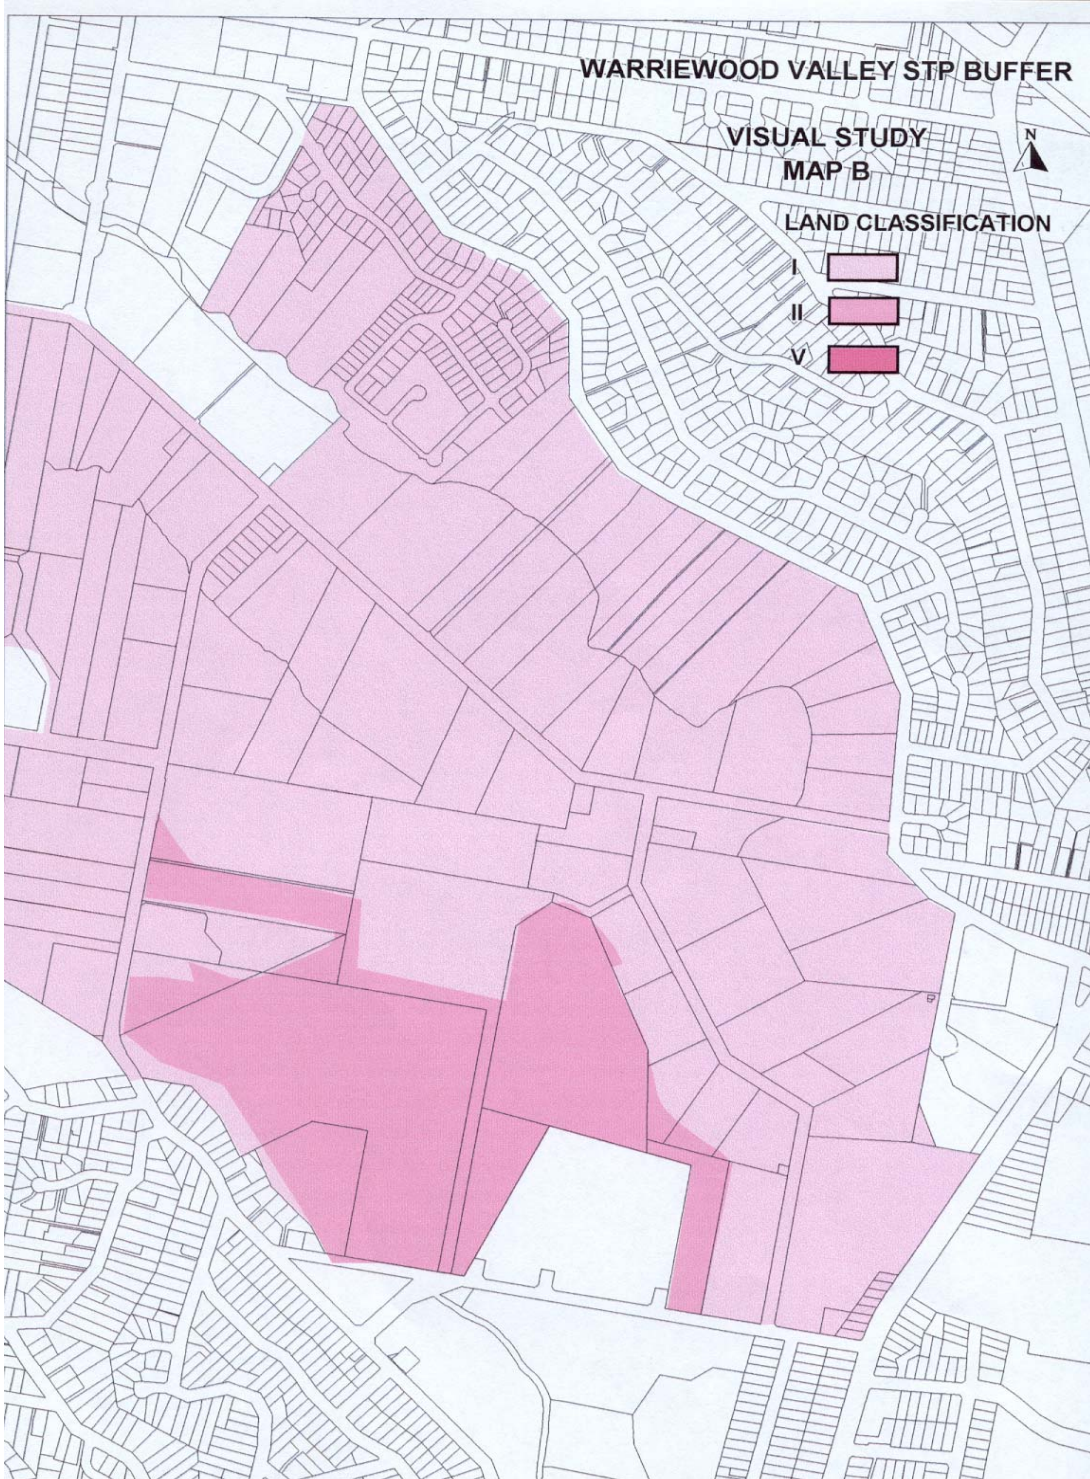 WARRIEWOOD VALLEY STP BUFFER
VISUAL STUDY
MAP B
N
LAND CLASSIFICATION
I
II
V